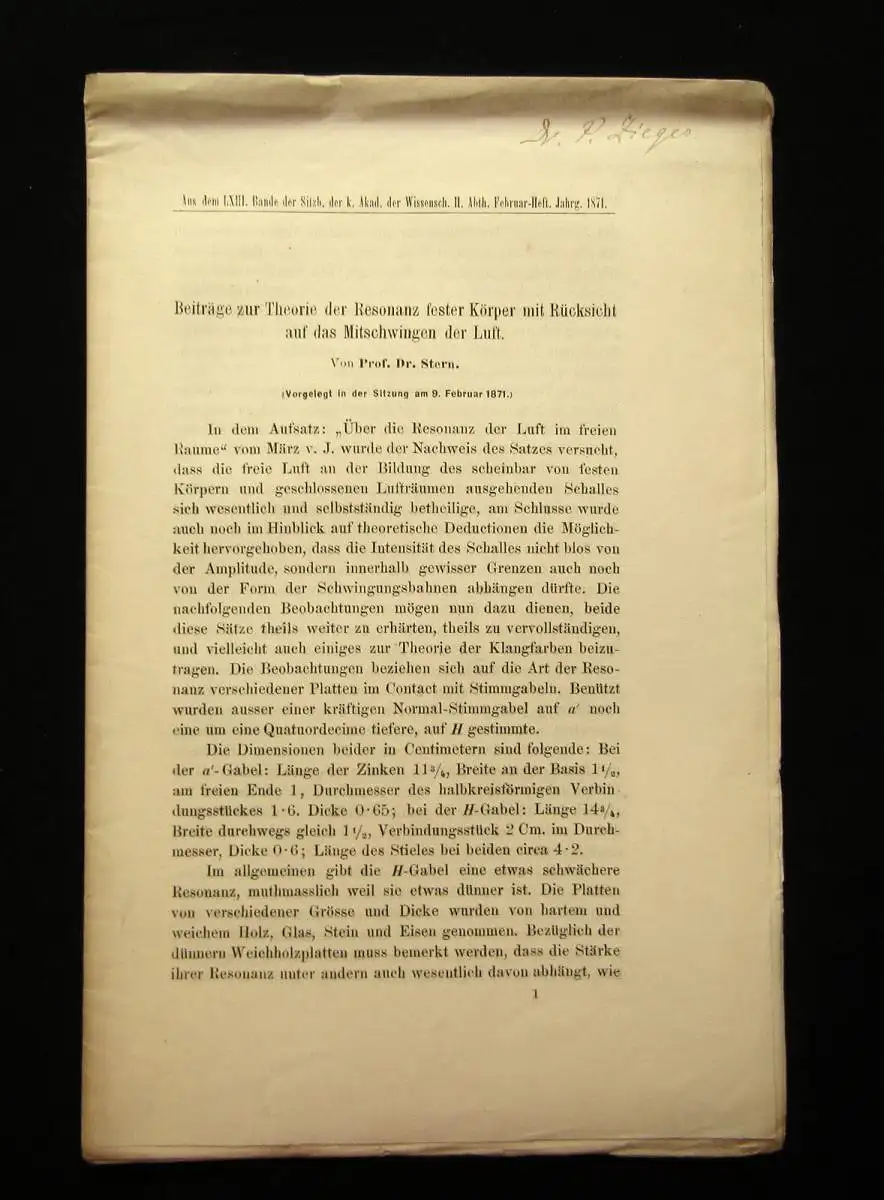 Dr. P. Zieger
Aus dem LXIII. Bande der Sitzb. der k. Akad. der Wissensch. II. Abth. Februar-Heft. Jahrg. 1871.
Beiträge zur Theorie der Resonanz fester Körper mit Rücksicht
auf das Mitschwingen der Luft.
Von Prof. Dr. Stern.
(Vorgelegt in der Sitzung am 9. Februar 1871.)
In dem Aufsatz: „Über die Resonanz der Luft im freien
Raume“ vom März v. J. wurde der Nachweis des Satzes versucht,
dass die freie Luft an der Bildung des scheinbar von festen
Körpern und geschlossenen Lufträumen ausgehenden Schalles
sich wesentlich und selbstständig betheilige, am Schlusse wurde
auch noch im Hinblick auf theoretische Deductionen die Möglich-
keit hervorgehoben, dass die Intensität des Schalles nicht blos von
der Amplitude, sondern innerhalb gewisser Grenzen auch noch
von der Form der Schwingungsbahnen abhängen dürfte. Die
nachfolgenden Beobachtungen mögen nun dazu dienen, beide
diese Sätze theils weiter zu erhärten, theils zu vervollständigen,
und vielleicht auch einiges zur Theorie der Klangfarben beizu-
tragen. Die Beobachtungen beziehen sich auf die Art der Reso-
nanz verschiedener Platten im Contact mit Stimmgabeln. Benützt
wurden ausser einer kräftigen Normal-Stimmgabel auf a′ noch
eine um eine Quatuordecime tiefere, auf H gestimmte.
Die Dimensionen beider in Centimetern sind folgende: Bei
der a′-Gabel: Länge der Zinken 11 3/4, Breite an der Basis 1 1/2,
am freien Ende 1, Durchmesser des halbkreisförmigen Verbin-
dungsstückes 1·6. Dicke 0·65; bei der H-Gabel: Länge 14 3/4,
Breite durchwegs gleich 1 1/2, Verbindungsstück 2 Cm. im Durch-
messer, Dicke 0·6; Länge des Stieles bei beiden circa 4·2.
Im allgemeinen gibt die H-Gabel eine etwas schwächere
Resonanz, muthmasslich weil sie etwas dünner ist. Die Platten
von verschiedener Grösse und Dicke wurden von hartem und
weichem Holz, Glas, Stein und Eisen genommen. Bezüglich der
dünnern Weichholzplatten muss bemerkt werden, dass die Stärke
ihrer Resonanz unter andern auch wesentlich davon abhängt, wie
1